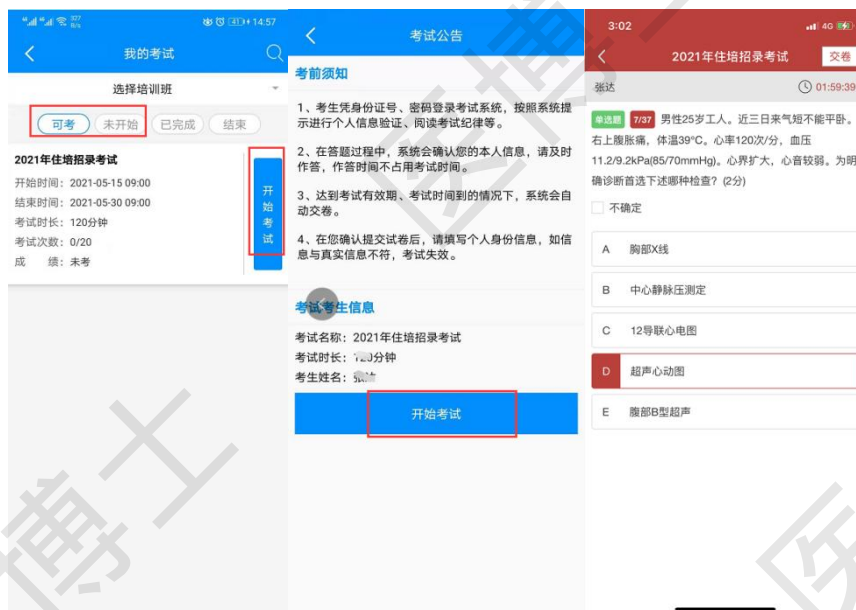 327
B/s
41
14:57
我的考试
选择培训班
可考
未开始
已完成
结束
2021年住培招录考试
开始时间：2021-05-15 09:00
结束时间：2021-05-30 09:00
考试时长：120分钟
考试次数：0/20
成 绩：未考
开始考试
考试公告
考前须知
1、考生凭身份证号、密码登录考试系统，按照系统提
示进行个人信息验证、阅读考试纪律等。
2、在答题过程中，系统会确认您的本人信息，请及时
作答，作答时间不占用考试时间。
3、达到考试有效期、考试时间到的情况下，系统会自
动交卷。
4、在您确认提交试卷后，请填写个人身份信息，如信
息与真实信息不符，考试失效。
考试考生信息
考试名称：2021年住培招录考试
考试时长：120分钟
考生姓名：
开始考试
3:02
4G
2021年住培招录考试
交卷
张达
01:59:39
单选题 7/37 男性25岁工人。近三日来气短不能平卧。
右上腹胀痛，体温39°C。心率120次/分，血压
11.2/9.2kPa(85/70mmHg)。心界扩大，心音较弱。为明
确诊断首选下述哪种检查？(2分)
不确定
A 胸部X线
B 中心静脉压测定
C 12导联心电图
D 超声心动图
E 腹部B型超声
医博士
博士
医